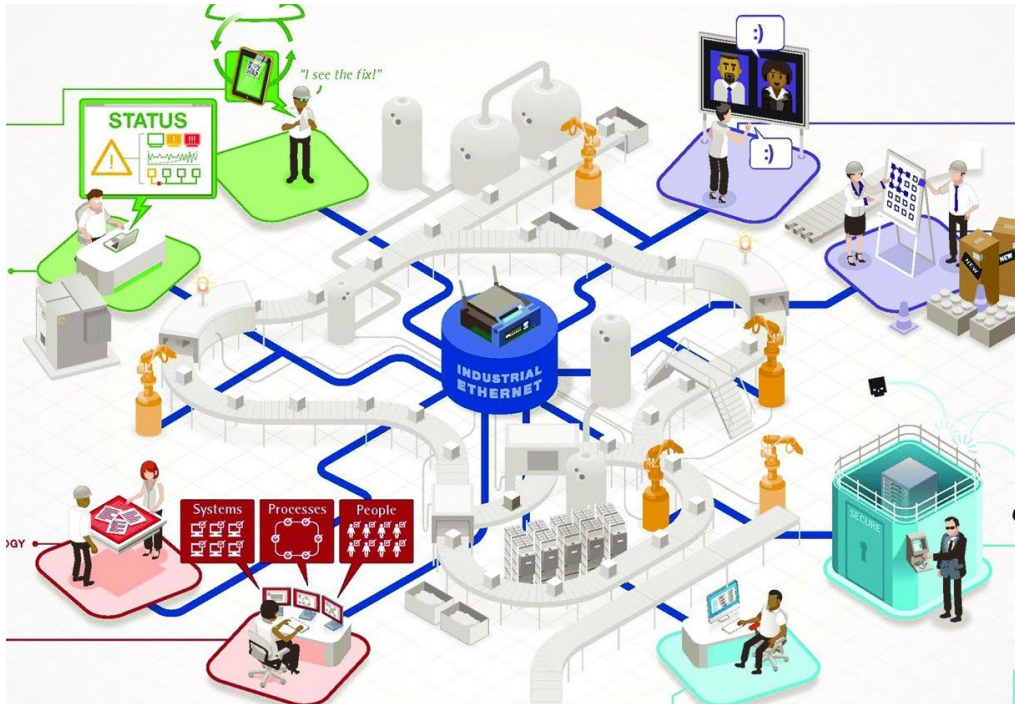 "I see the fix!"
:)
STATUS
!
!
!!!
:)
NEW
NEW
INDUSTRIAL
ETHERNET
SECURE
OGY
Systems
Processes
People